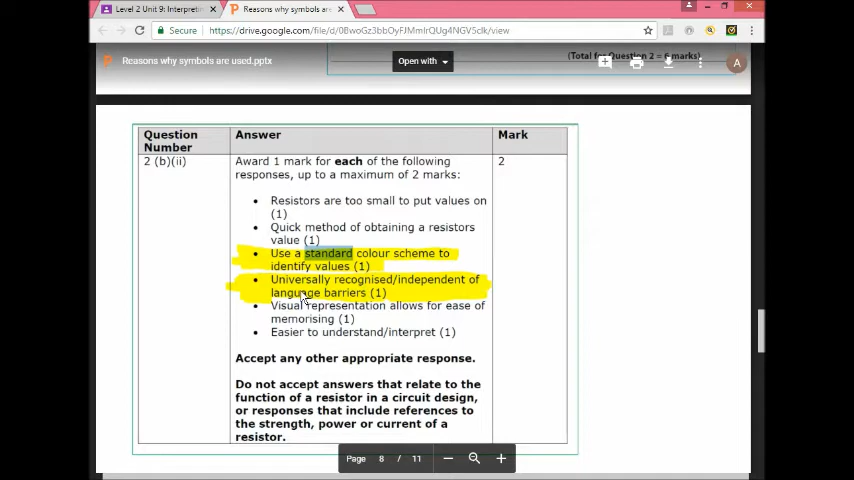 Level 2 Unit 9: Interpretin
Reasons why symbols are
Secure
https://drive.google.com/file/d/0BwoGz3bbOyFJMmIrQUg4NGV5clk/view
Reasons why symbols are used.pptx
Open with
(Total for Question 2 = 6 marks)
A
Question Number
Answer
Mark
2 (b)(ii)
Award 1 mark for each of the following
responses, up to a maximum of 2 marks:
2
• Resistors are too small to put values on
(1)
• Quick method of obtaining a resistors
value (1)
• Use a standard colour scheme to
identify values (1)
• Universally recognised/independent of
language barriers (1)
• Visual representation allows for ease of
memorising (1)
• Easier to understand/interpret (1)
Accept any other appropriate response.
Do not accept answers that relate to the
function of a resistor in a circuit design,
or responses that include references to
the strength, power or current of a
resistor.
Page 8 / 11